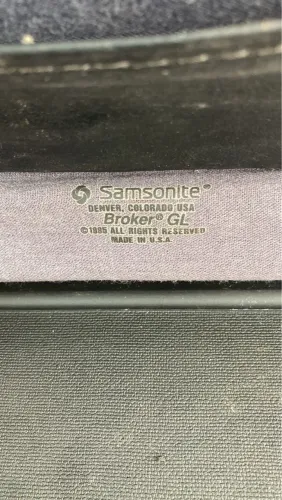 Samsonite®
DENVER, COLORADO USA
Broker® GL
©1985 ALL RIGHTS RESERVED
MADE IN U.S.A.